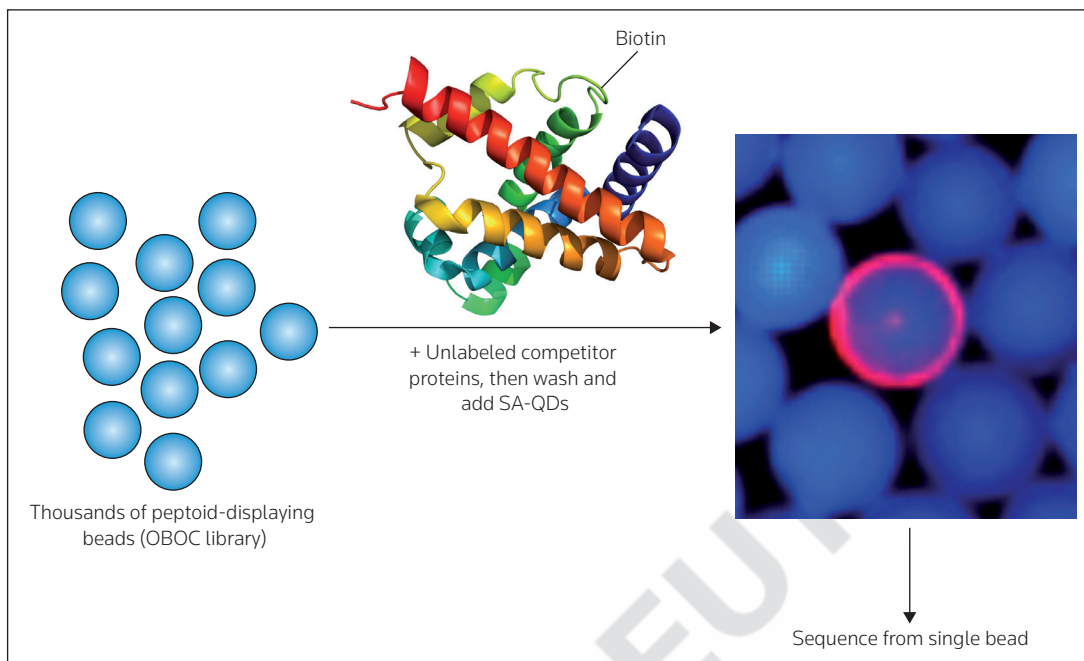 Biotin
+ Unlabeled competitor
proteins, then wash and
add SA-QDs
Thousands of peptoid-displaying
beads (OBOC library)
Sequence from single bead